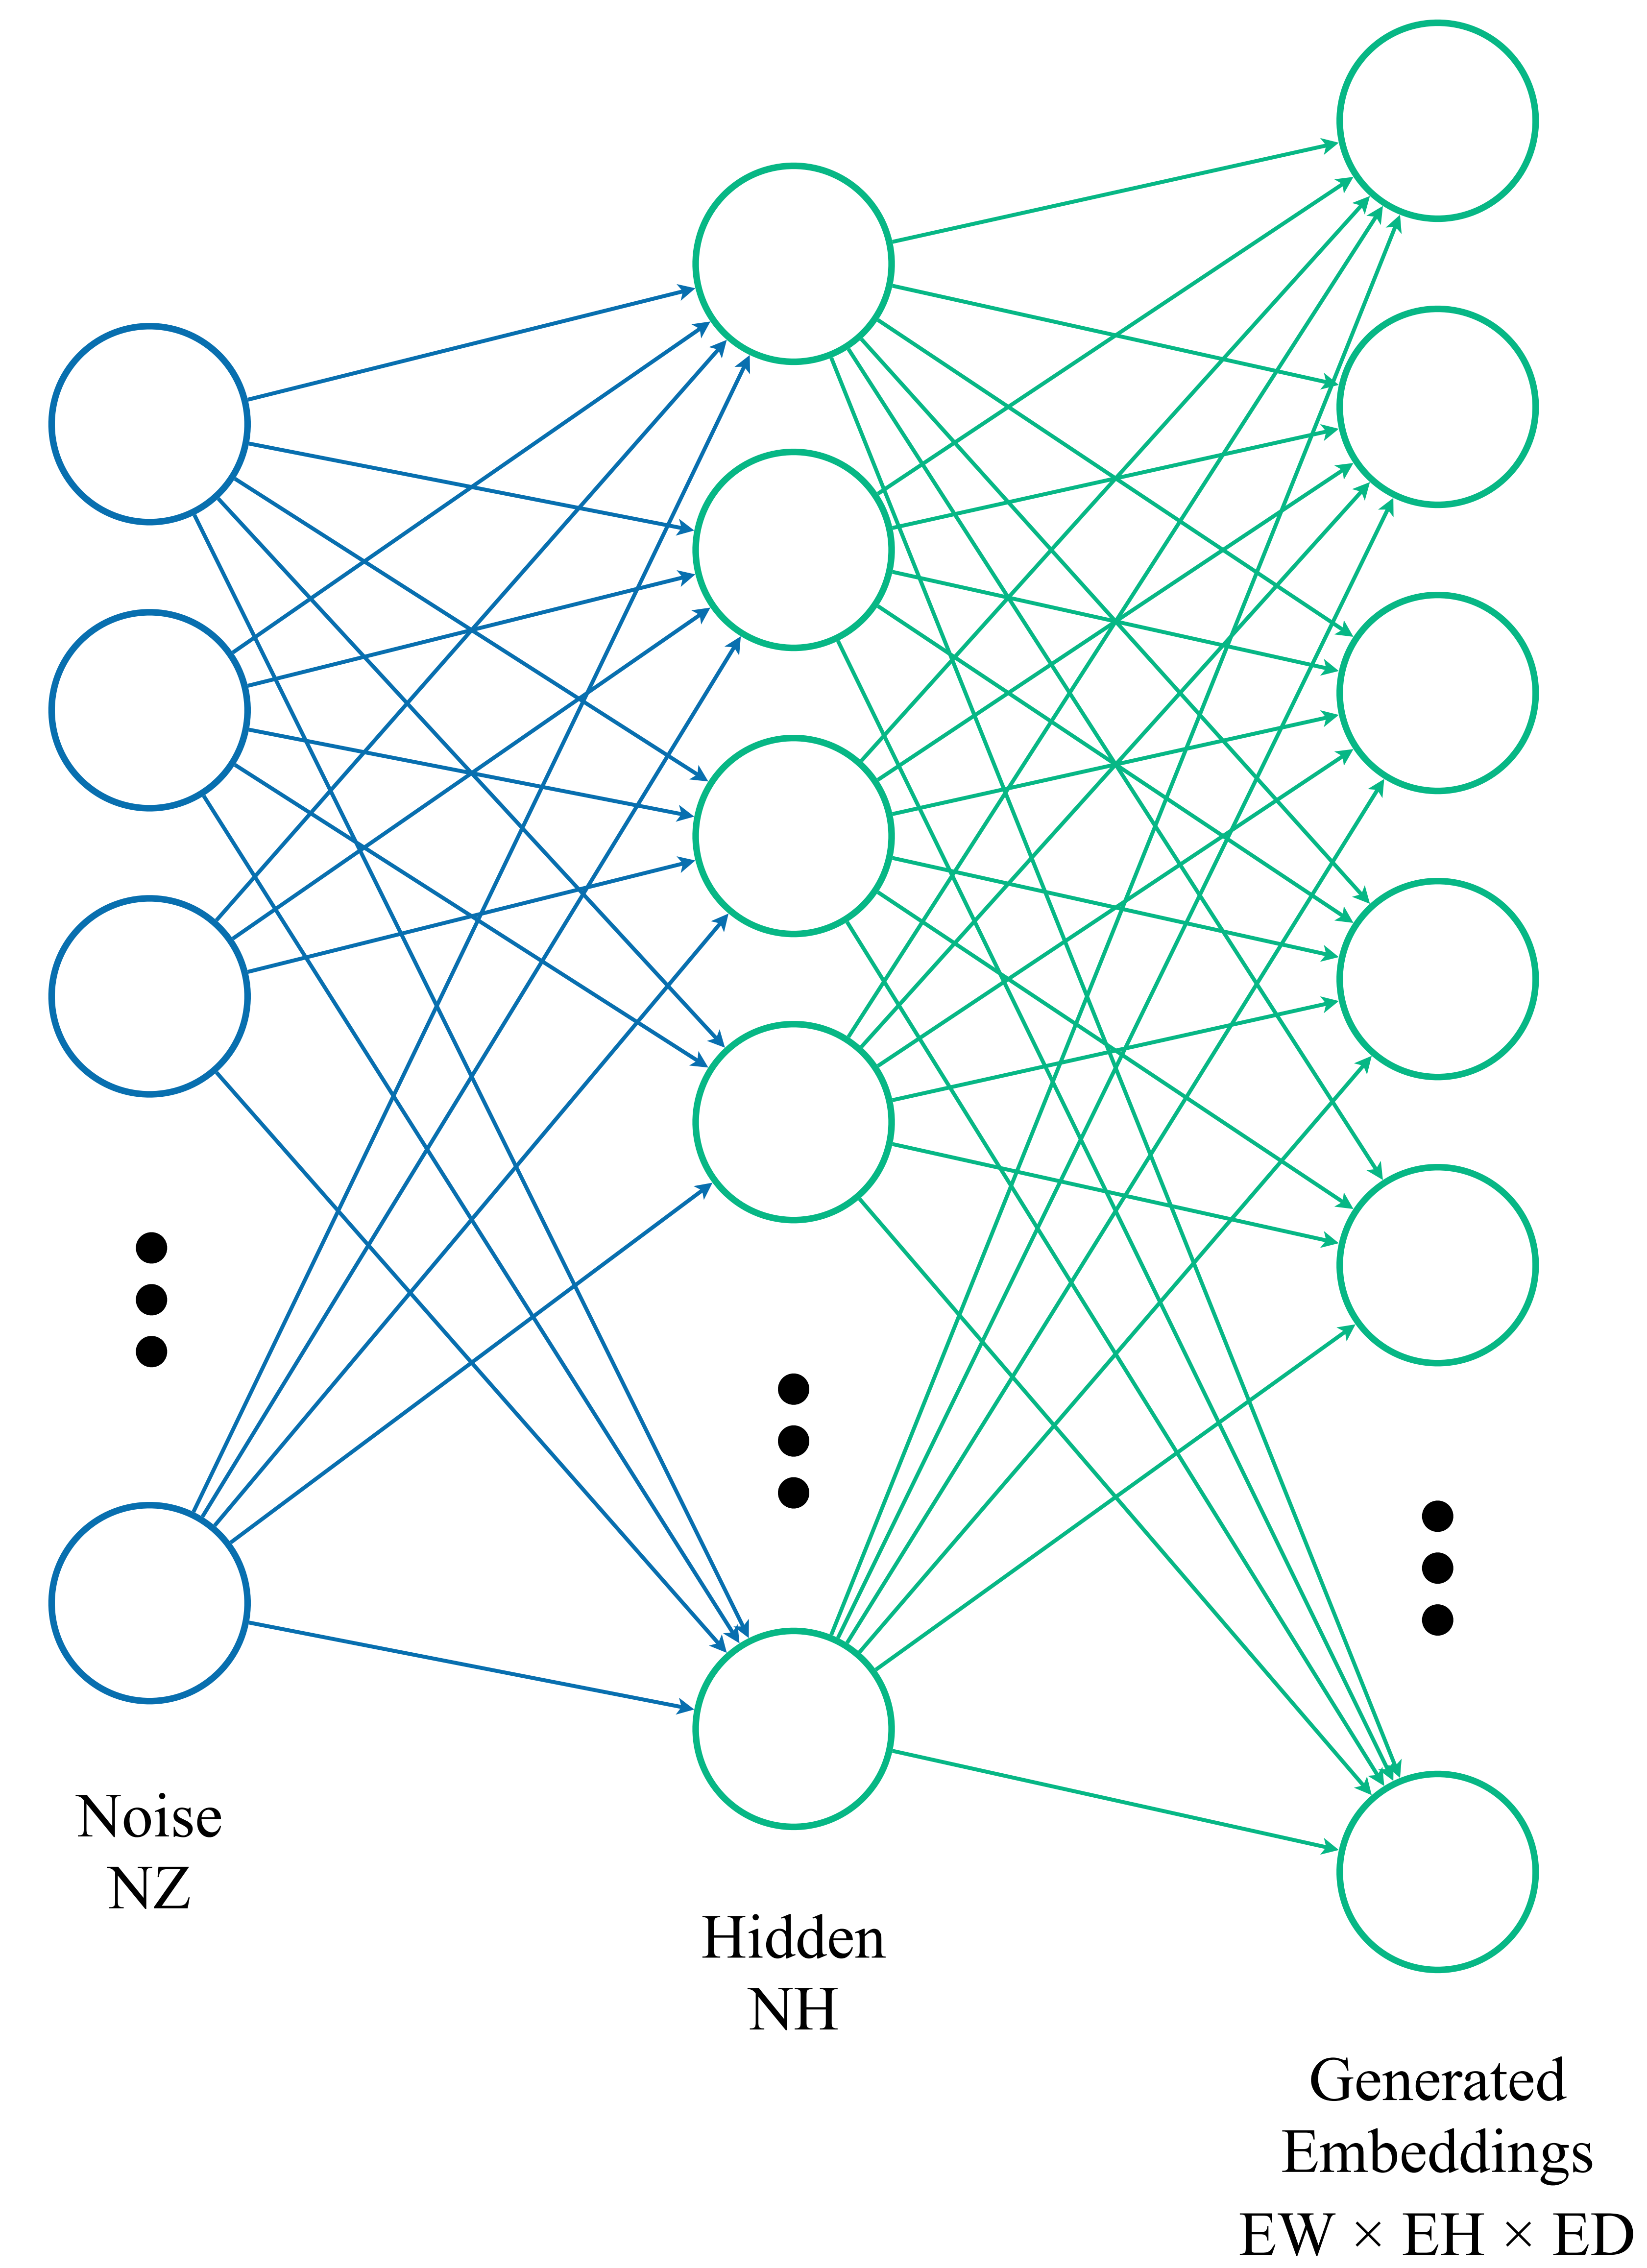 Noise
NZ
Hidden
NH
Generated
Embeddings
EW × EH × ED